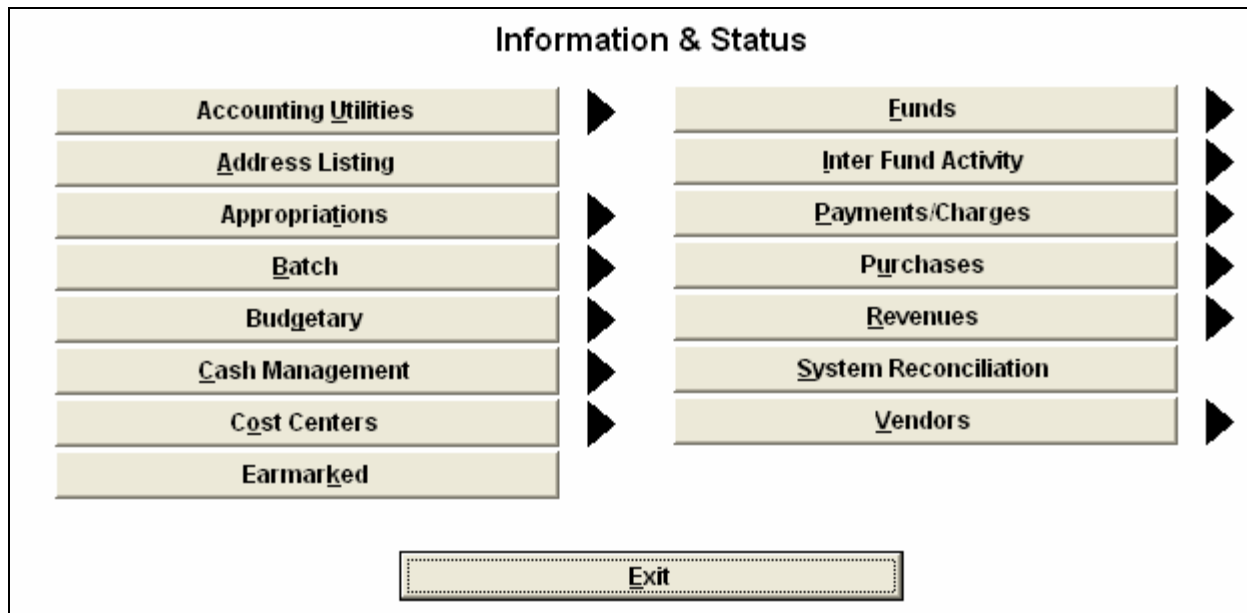 Information & Status
Accounting Utilities
Address Listing
Appropriations
Batch
Budgetary
Cash Management
Cost Centers
Earmarked
Funds
Inter Fund Activity
Payments/Charges
Purchases
Revenues
System Reconciliation
Vendors
Exit